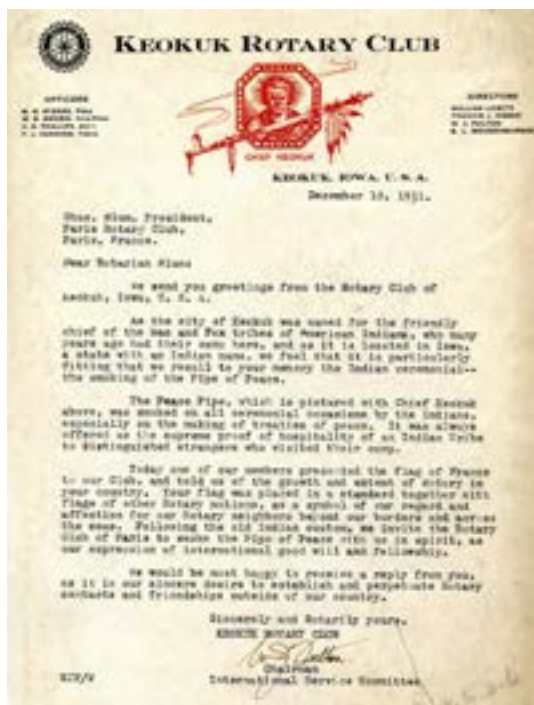 KEOKUK ROTARY CLUB
OFFICERS
DIRECTORS
CHIEF KEOKUK
KEOKUK, IOWA, U. S. A.
December 1931.
President,
Paris Rotary Club,
Paris, France.
Dear Rotarian
We send you greetings from the Rotary Club of
Keokuk, Iowa, U. S. A.
As the city of Keokuk was named for the friendly
chief of the Sac and Fox tribes of American Indians, who many
years ago had their camp here, and as it is located in Iowa,
a state with an Indian name, we feel that it is particularly
fitting that we recall to your memory the Indian ceremonial--
the smoking of the Pipe of Peace.
The Peace Pipe, which is pictured with Chief Keokuk
above, was smoked on all ceremonial occasions by the Indians,
especially on the making of treaties of peace. It was always
offered as the supreme proof of hospitality of an Indian tribe
to distinguished strangers who visited their camp.
Today one of our members presented the flag of France
to our Club, and told us of the growth and extent of Rotary in
your country. Your flag was placed in a standard together with
flags of other Rotary nations, as a symbol of our regard and
affection for our Rotary neighbors beyond our borders and across
the seas. Following the old Indian custom, we invite the Rotary
Club of Paris to smoke the Pipe of Peace with us in spirit, as
our expression of international good will and fellowship.
We would be most happy to receive a reply from you,
as it is our sincere desire to establish and perpetuate Rotary
contacts and friendships outside of our country.
Sincerely and Rotarily yours,
KEOKUK ROTARY CLUB
Chairman
International Service Committee